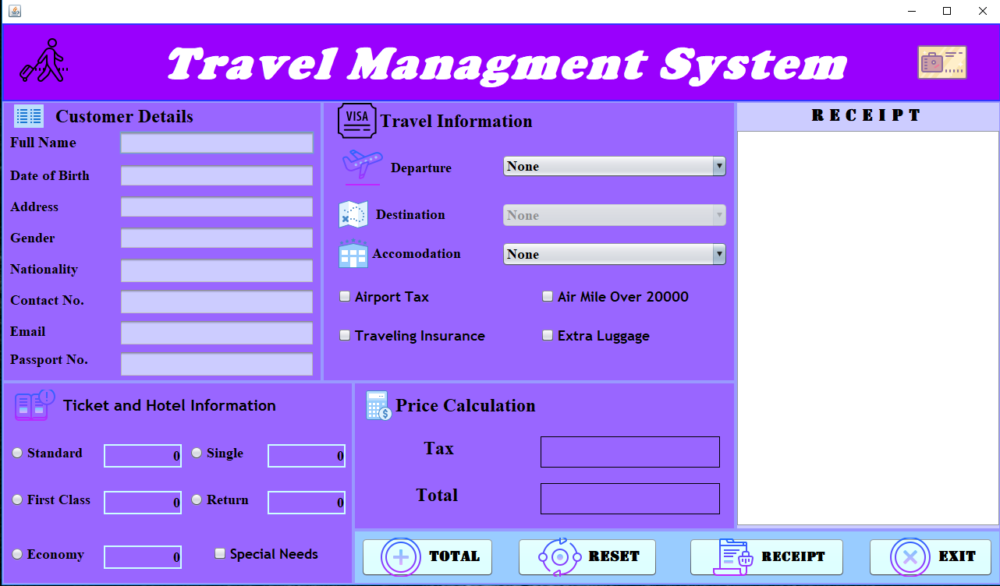 Travel Managment System
Customer Details
Full Name
Date of Birth
Address
Gender
Nationality
Contact No.
Email
Passport No.
VISA
Travel Information
Departure
None
Destination
None
Accomodation
None
Airport Tax
Air Mile Over 20000
Traveling Insurance
Extra Luggage
RECEIPT
Ticket and Hotel Information
Standard 0
Single 0
First Class 0
Return 0
Economy 0
Special Needs
$
Price Calculation
Tax
Total
TOTAL
RESET
RECEIPT
EXIT